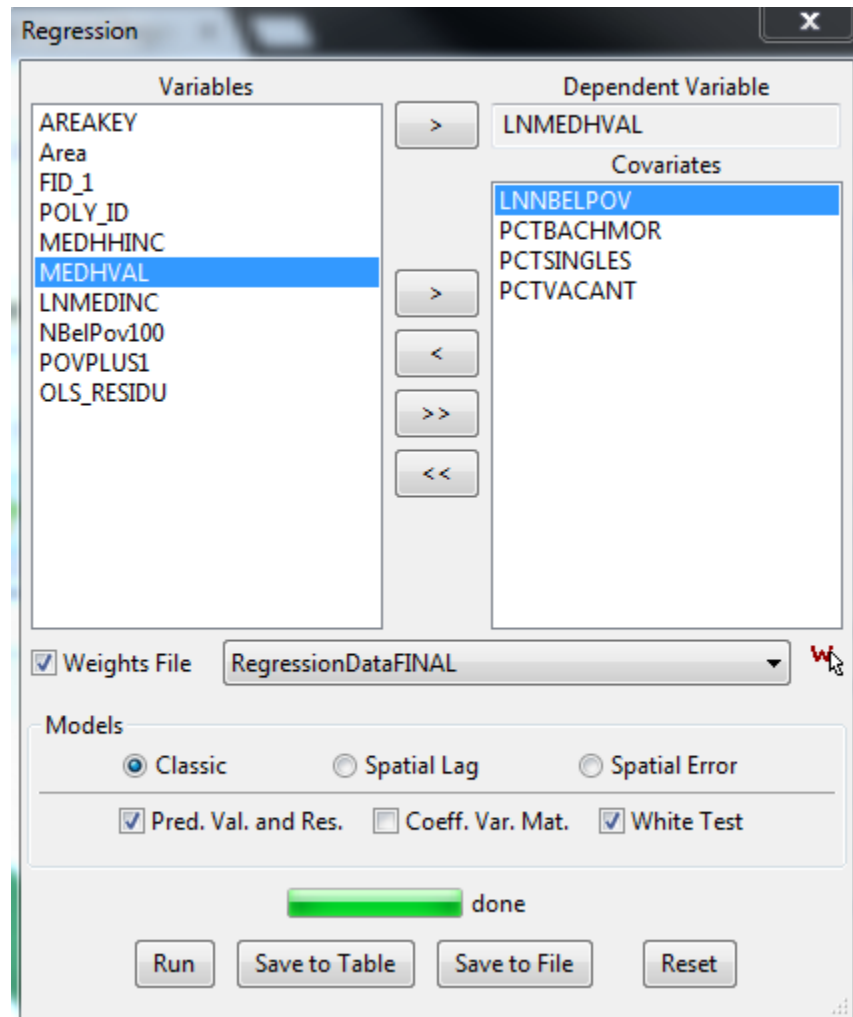 Regression
x
Variables
AREAKEY
Area
FID_1
POLY_ID
MEDHHINC
MEDHVAL
LNMEDINC
NBelPov100
POVPLUS1
OLS_RESIDU
>
Dependent Variable
LNMEDHVAL
Covariates
LNNBELPOV
PCTBACHMOR
PCTSINGLES
PCTVACANT
>
<
>>
<<
Weights File RegressionDataFINAL W
Models
Classic Spatial Lag Spatial Error
Pred. Val. and Res. Coeff. Var. Mat. White Test
done
Run Save to Table Save to File Reset